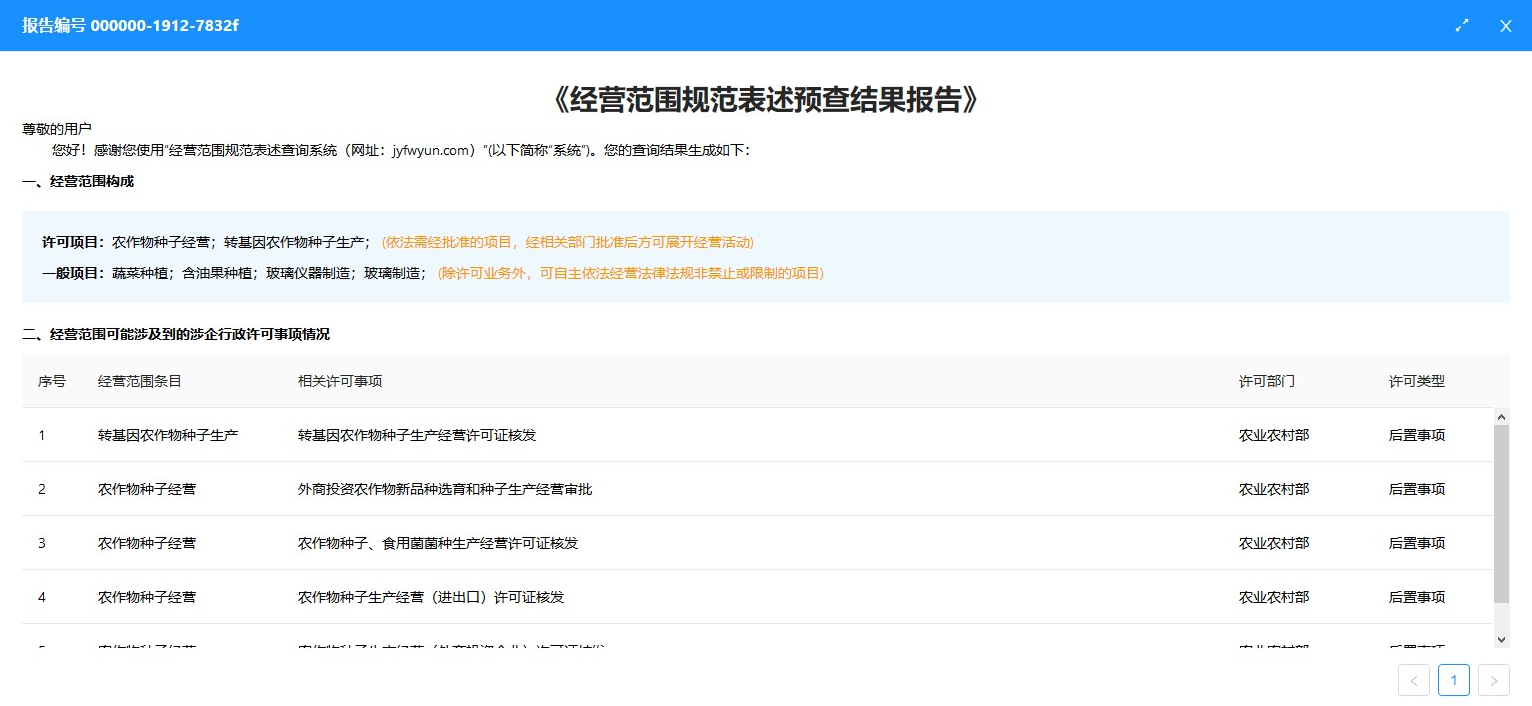 报告编号 000000-1912-7832f
《经营范围规范表述预查结果报告》
尊敬的用户
您好！感谢您使用“经营范围规范表述查询系统（网址：jyfwyun.com）”(以下简称“系统”)。您的查询结果生成如下：
一、经营范围构成
许可项目：农作物种子经营；转基因农作物种子生产； (依法需经批准的项目，经相关部门批准后方可展开经营活动)
一般项目：蔬菜种植；含油果种植；玻璃仪器制造；玻璃制造； (除许可业务外，可自主依法经营法律法规非禁止或限制的项目)
二、经营范围可能涉及到的涉企行政许可事项情况
序号 经营范围条目 相关许可事项 许可部门 许可类型
1 转基因农作物种子生产 转基因农作物种子生产经营许可证核发 农业农村部 后置事项
2 农作物种子经营 外商投资农作物新品种选育和种子生产经营审批 农业农村部 后置事项
3 农作物种子经营 农作物种子、食用菌菌种生产经营许可证核发 农业农村部 后置事项
4 农作物种子经营 农作物种子生产经营（进出口）许可证核发 农业农村部 后置事项
1